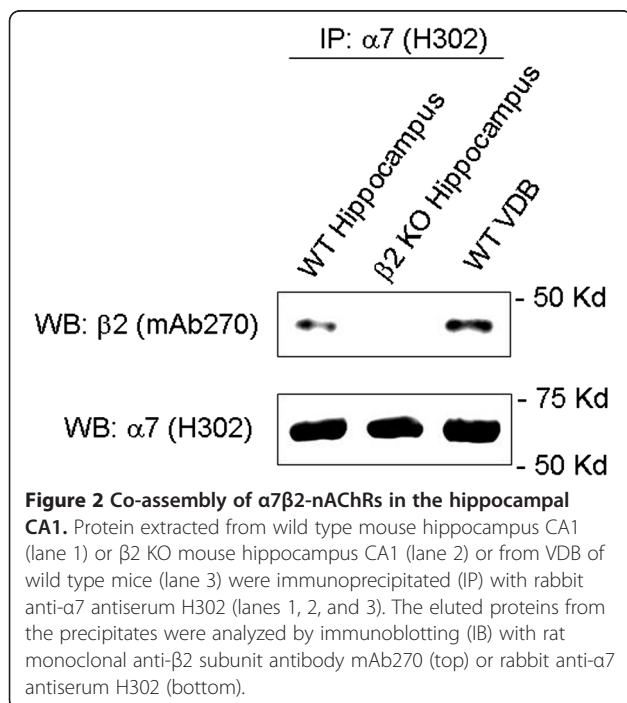 IP: α7 (H302)
WT Hippocampus
β2 KO Hippocampus
WT VDB
- 50 Kd
WB: β2 (mAb270)
- 75 Kd
WB: α7 (H302)
- 50 Kd
Figure 2 Co-assembly of α7β2-nAChRs in the hippocampal
CA1. Protein extracted from wild type mouse hippocampus CA1
(lane 1) or β2 KO mouse hippocampus CA1 (lane 2) or from VDB of
wild type mice (lane 3) were immunoprecipitated (IP) with rabbit
anti-α7 antiserum H302 (lanes 1, 2, and 3). The eluted proteins from
the precipitates were analyzed by immunoblotting (IB) with rat
monoclonal anti-β2 subunit antibody mAb270 (top) or rabbit anti-α7
antiserum H302 (bottom).